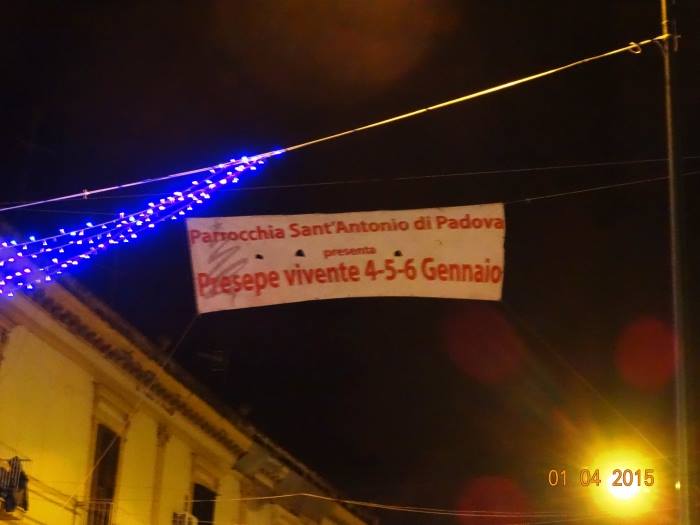 Parrocchia Sant'Antonio di Padova
presenta
Presepe vivente 4-5-6 Gennaio
01 04 2015